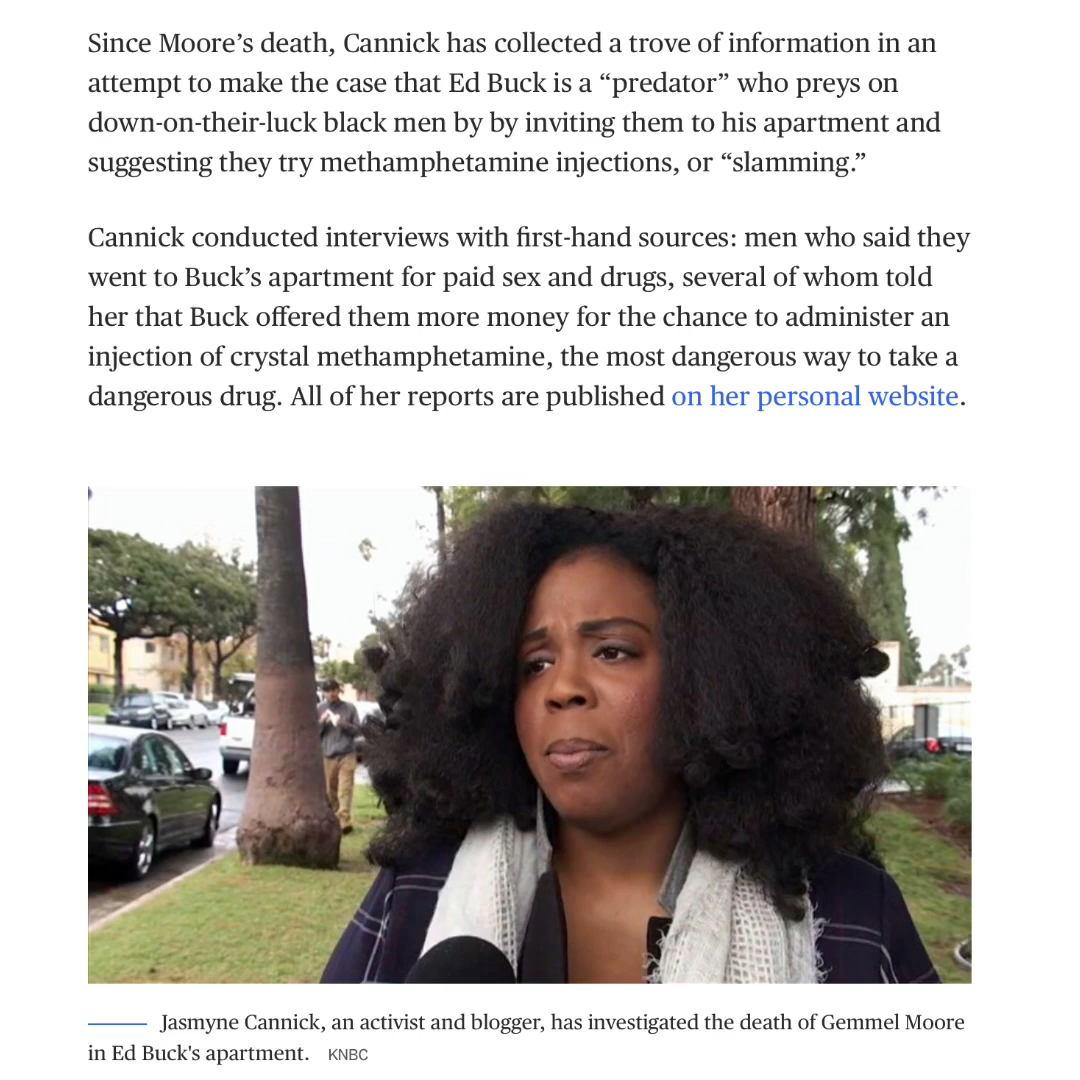 Since Moore’s death, Cannick has collected a trove of information in an
attempt to make the case that Ed Buck is a “predator” who preys on
down-on-their-luck black men by by inviting them to his apartment and
suggesting they try methamphetamine injections, or “slamming.”
Cannick conducted interviews with first-hand sources: men who said they
went to Buck’s apartment for paid sex and drugs, several of whom told
her that Buck offered them more money for the chance to administer an
injection of crystal methamphetamine, the most dangerous way to take a
dangerous drug. All of her reports are published on her personal website.
Jasmyne Cannick, an activist and blogger, has investigated the death of Gemmel Moore
in Ed Buck's apartment. KNBC